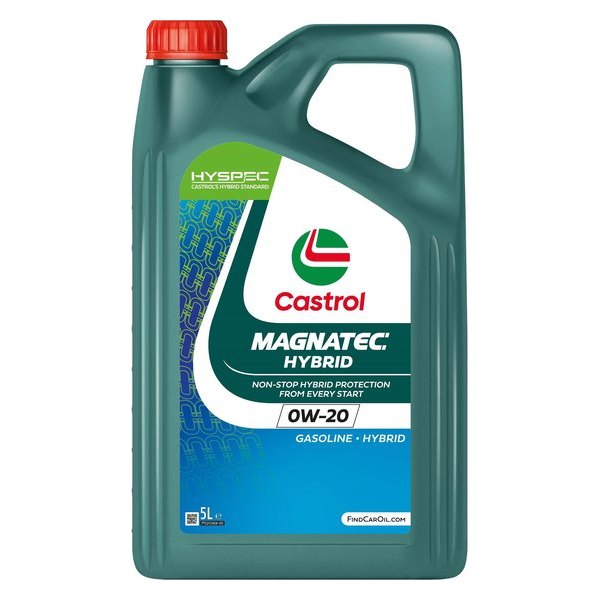 HYSPEC
CASTROL'S HYBRID STANDARD
Castrol
MAGNATEC
HYBRID
NON-STOP HYBRID PROTECTION
FROM EVERY START
0W-20
GASOLINE • HYBRID
5L
FINDCAROIL.COM